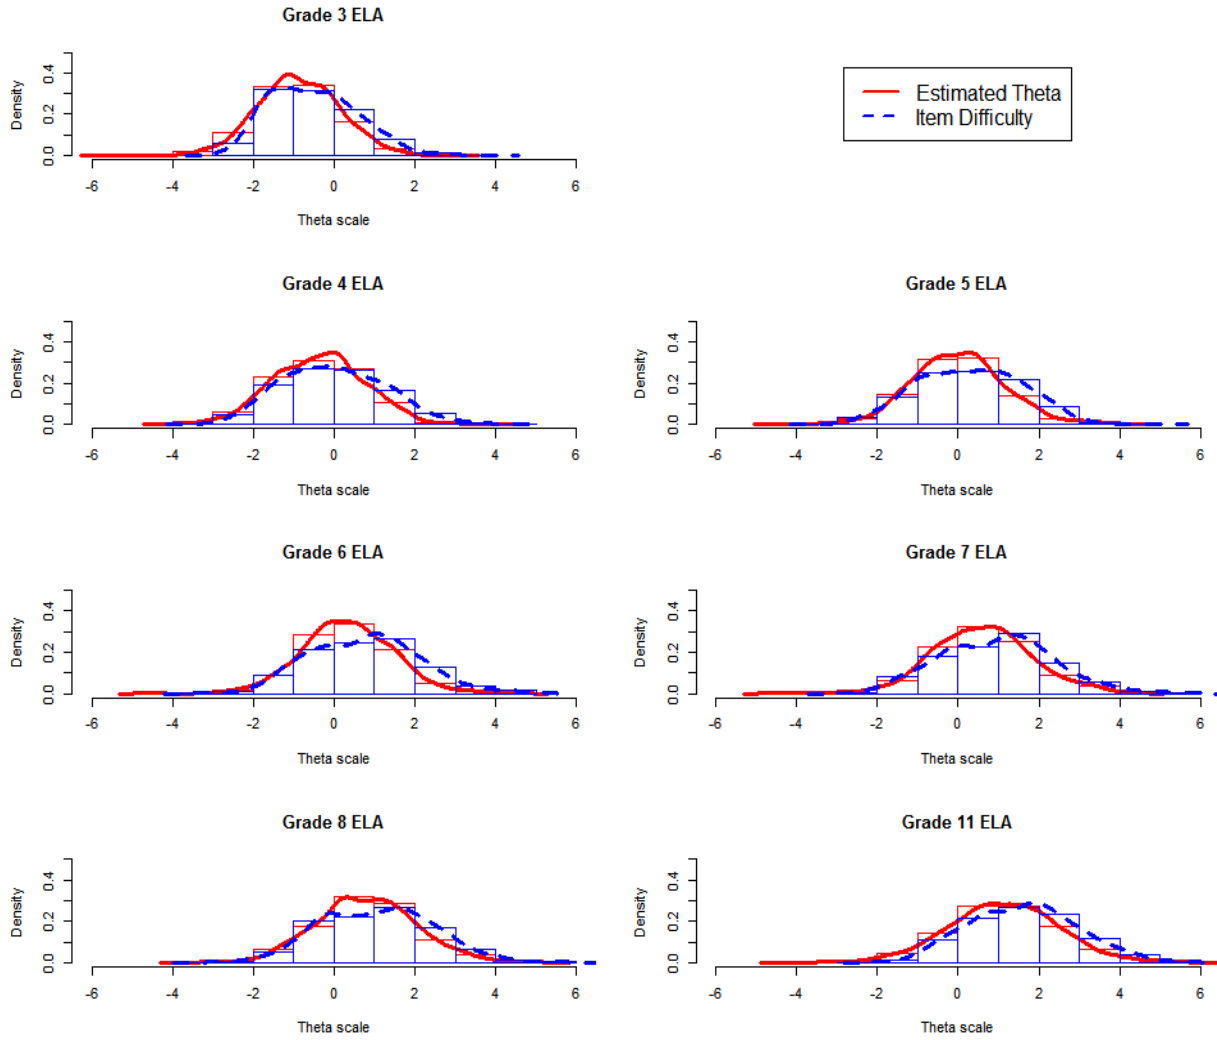 Grade 3 ELA
Density
0.0 0.2 0.4
-6 -4 -2 0 2 4 6
Theta scale
Estimated Theta
Item Difficulty
Grade 4 ELA
Density
0.0 0.2 0.4
-6 -4 -2 0 2 4 6
Theta scale
Grade 5 ELA
Density
0.0 0.2 0.4
-6 -4 -2 0 2 4 6
Theta scale
Grade 6 ELA
Density
0.0 0.2 0.4
-6 -4 -2 0 2 4 6
Theta scale
Grade 7 ELA
Density
0.0 0.2 0.4
-6 -4 -2 0 2 4 6
Theta scale
Grade 8 ELA
Density
0.0 0.2 0.4
-6 -4 -2 0 2 4 6
Theta scale
Grade 11 ELA
Density
0.0 0.2 0.4
-6 -4 -2 0 2 4 6
Theta scale